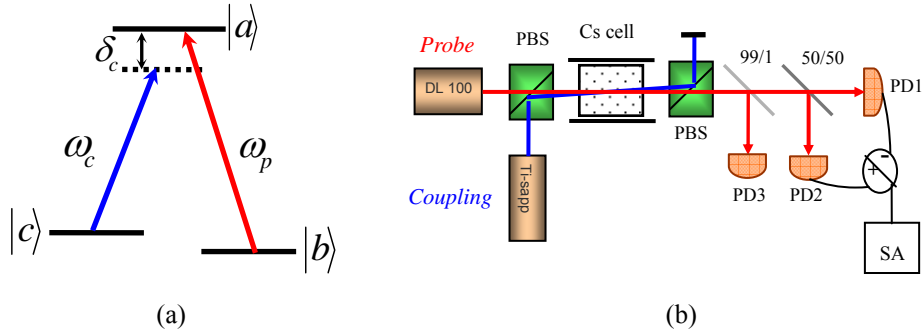 |a⟩
δc
ωc
ωp
|c⟩
|b⟩
(a)
Probe
PBS
Cs cell
99/1
50/50
DL 100
PD1
PBS
Coupling
Ti-sapp
PD3
PD2
+
-
SA
(b)